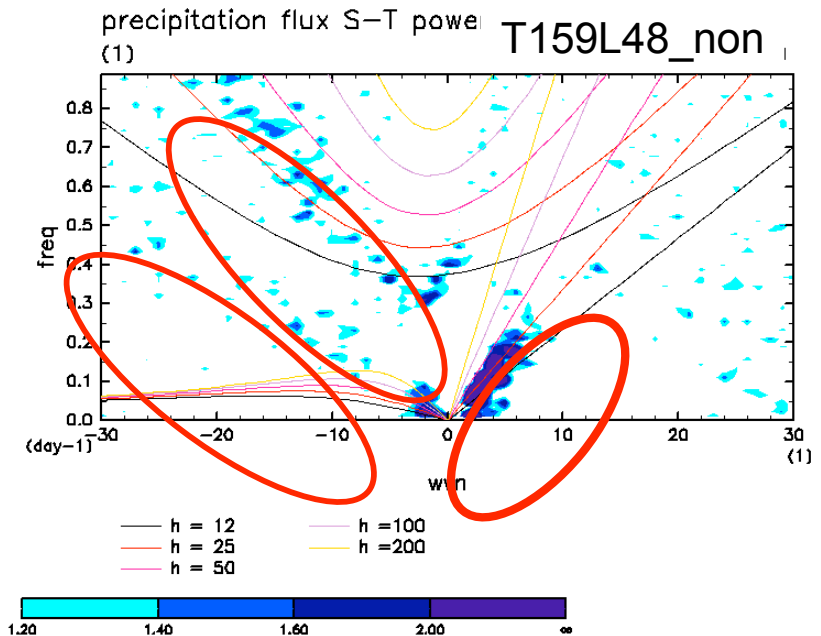 precipitation flux S-T powe
T159L48_non
(1)
freq
0.8
0.7
0.6
0.5
0.4
0.3
0.2
0.1
0.0
-30 -20 -10 0 10 20 30
(day-1)
(1)
wvn
h = 12
h = 25
h = 50
h =100
h =200
1.20 1.40 1.60 2.00 ∞